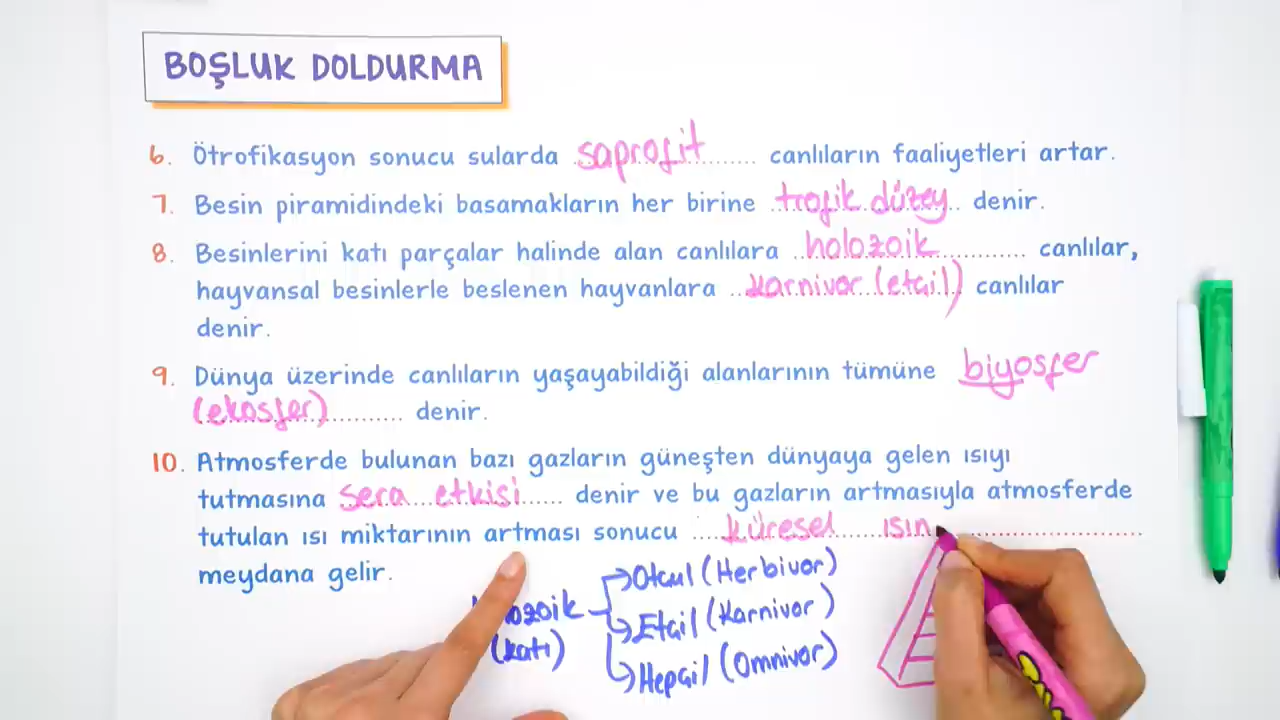 BOŞLUK DOLDURMA
6. Ötrofikasyon sonucu sularda saprofit canlıların faaliyetleri artar.
7. Besin piramidindeki basamakların her birine trofik düzey denir.
8. Besinlerini katı parçalar halinde alan canlılara holozoik canlılar,
hayvansal besinlerle beslenen hayvanlara karnivor (etçil) canlılar
denir.
9. Dünya üzerinde canlıların yaşayabildiği alanlarının tümüne biyosfer
(ekosfer) denir.
10. Atmosferde bulunan bazı gazların güneşten dünyaya gelen ısıyı
tutmasına sera etkisi denir ve bu gazların artmasıyla atmosferde
tutulan ısı miktarının artması sonucu küresel ısın
meydana gelir.
Otçul (Herbivor)
Etçil (Karnivor)
(katı)
Hepçil (Omnivor)